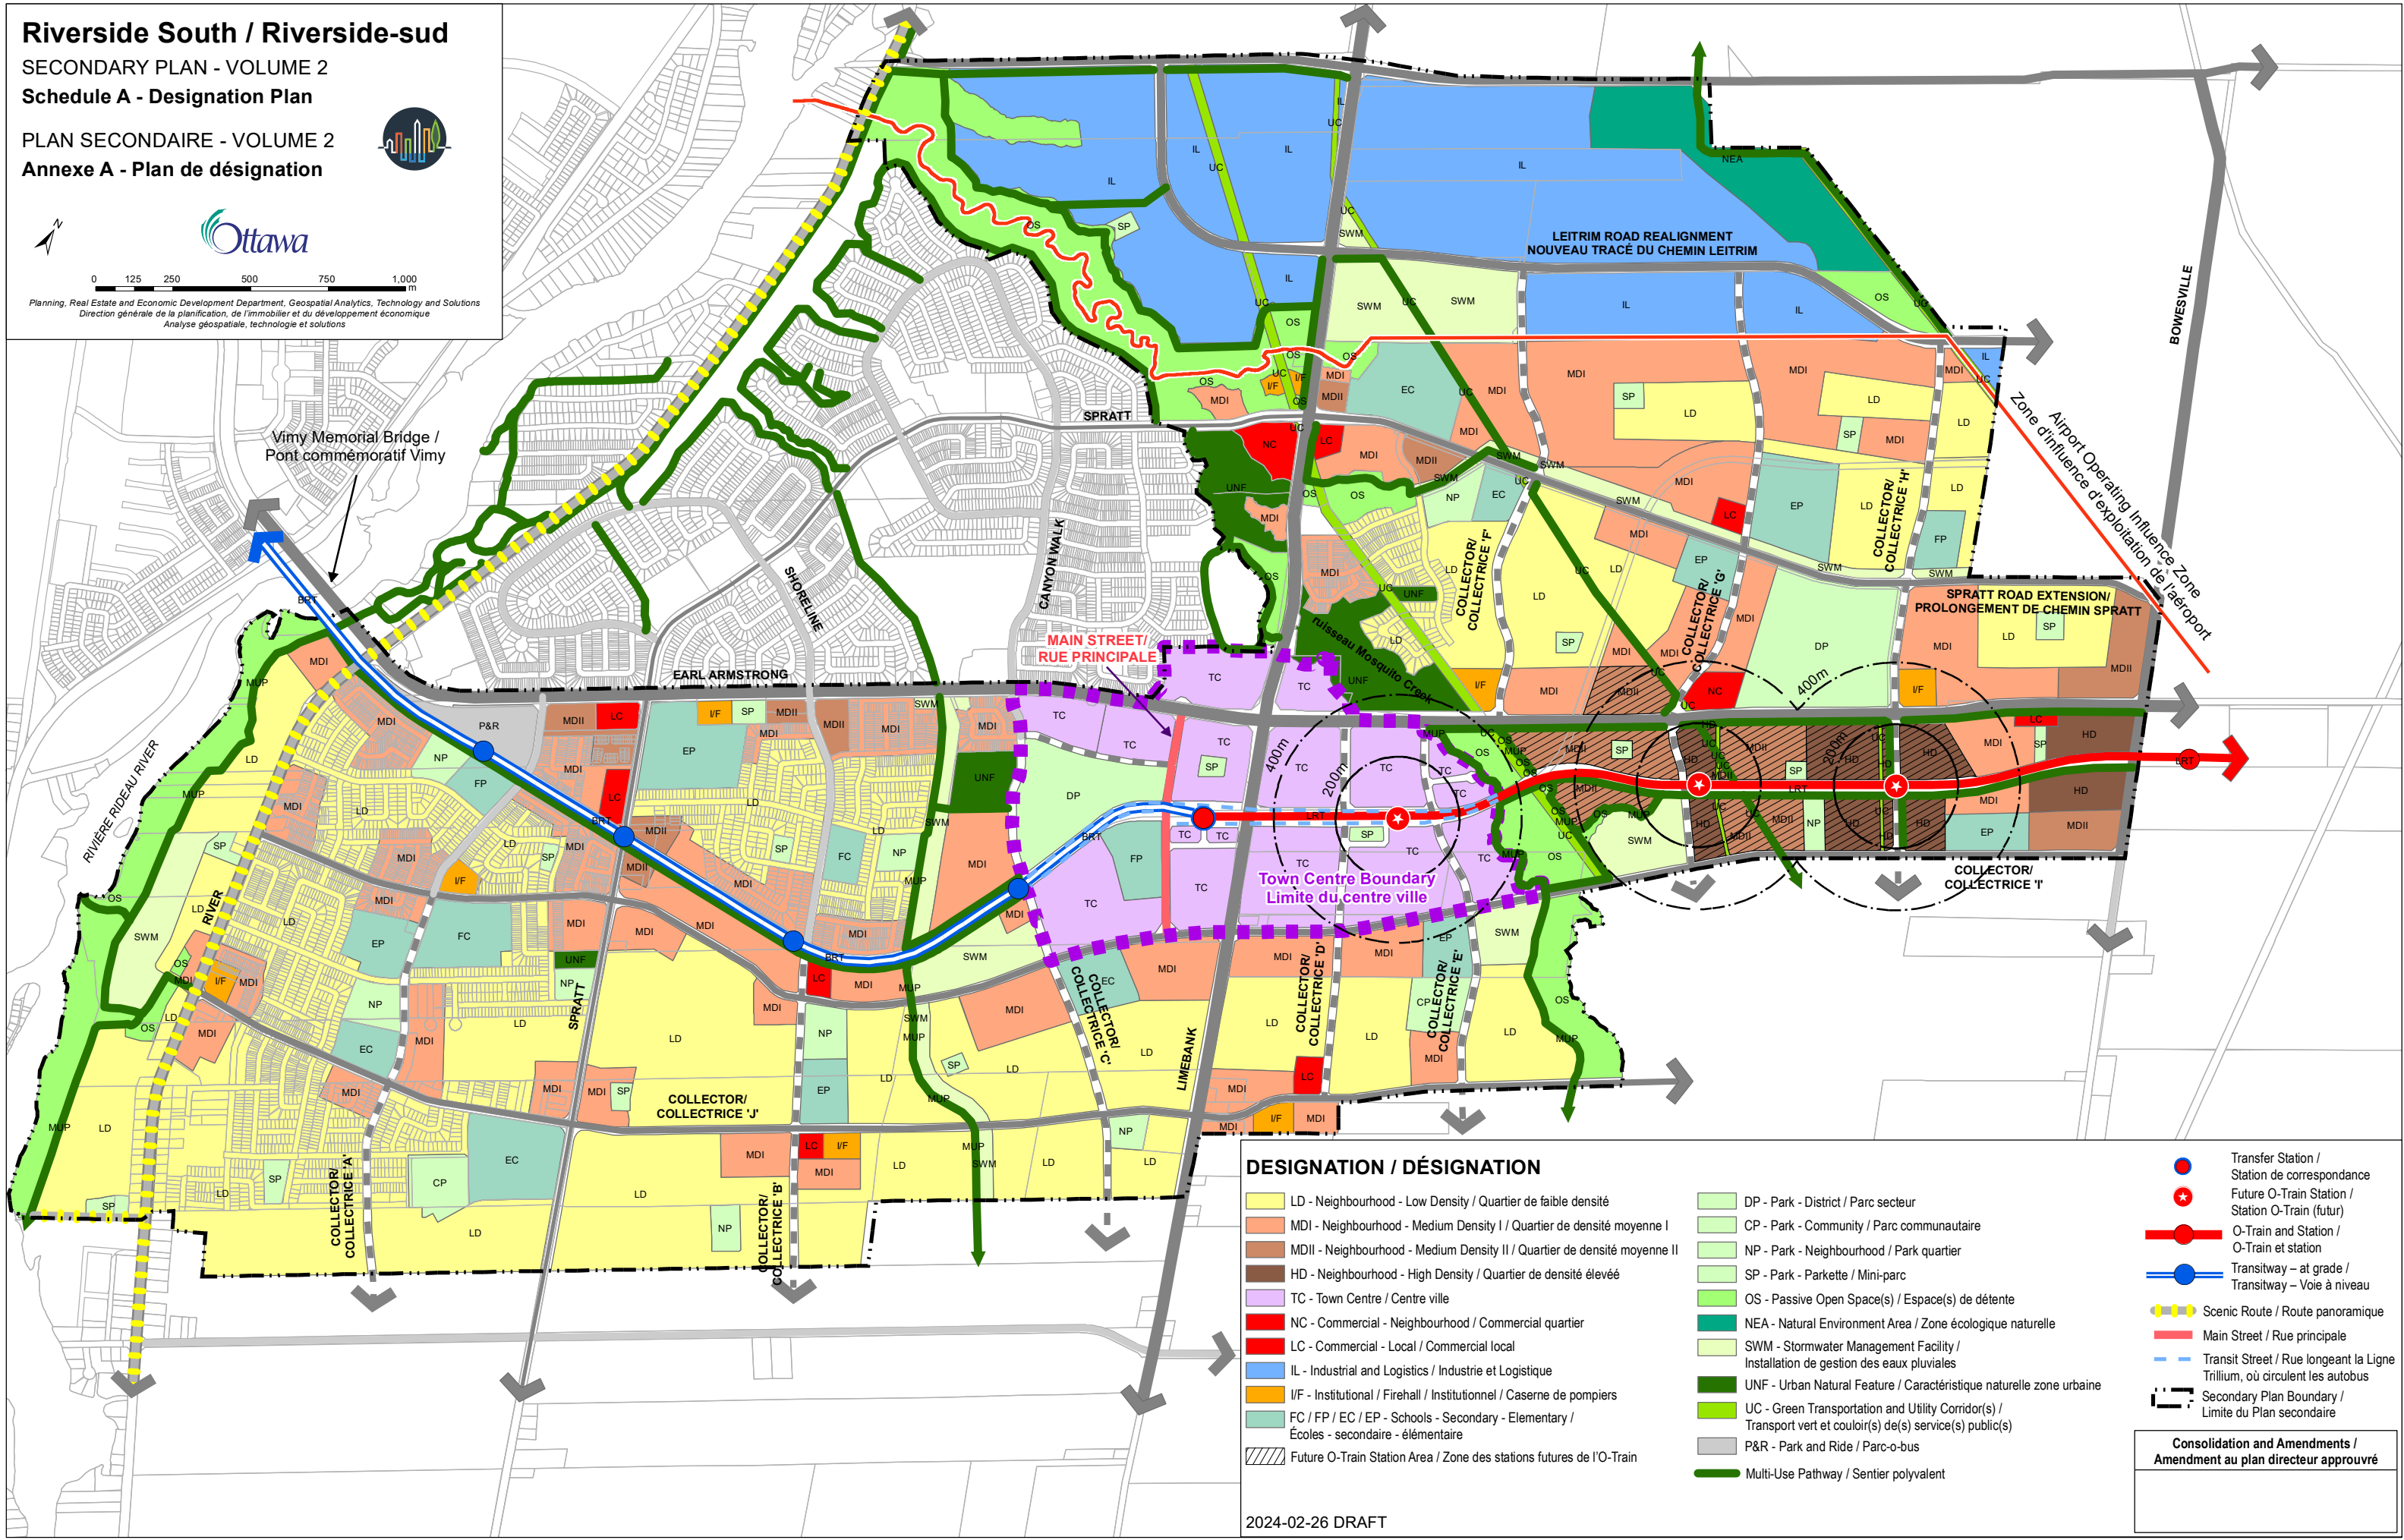 Riverside South / Riverside-sud
SECONDARY PLAN - VOLUME 2
Schedule A - Designation Plan
PLAN SECONDAIRE - VOLUME 2
Annexe A - Plan de désignation
N
Ottawa
0 125 250 500 750 1,000
m
Planning, Real Estate and Economic Development Department, Geospatial Analytics, Technology and Solutions
Direction générale de la planification, de l'immobilier et du développement économique
Analyse géospatiale, technologie et solutions
Vimy Memorial Bridge /
Pont commémoratif Vimy
LEITRIM ROAD REALIGNMENT
NOUVEAU TRACÉ DU CHEMIN LEITRIM
BOWESVILLE
Airport Operating Influence Zone
Zone d'influence d'exploitation de l'aéroport
SPRATT
SHORELINE
CANYON WALK
EARL ARMSTRONG
MAIN STREET/
RUE PRINCIPALE
ruisseau Mosquito Creek
COLLECTOR/
COLLECTRICE 'F'
COLLECTOR/
COLLECTRICE 'G'
COLLECTOR/
COLLECTRICE 'H'
SPRATT ROAD EXTENSION/
PROLONGEMENT DE CHEMIN SPRATT
RIVIÈRE RIDEAU RIVER
RIVER
SPRATT
LIMEBANK
400m
200m
400m
200m
Town Centre Boundary
Limite du centre ville
COLLECTOR/
COLLECTRICE 'I'
COLLECTOR/
COLLECTRICE 'C'
COLLECTOR/
COLLECTRICE 'D'
COLLECTOR/
COLLECTRICE 'E'
COLLECTOR/
COLLECTRICE 'J'
COLLECTOR/
COLLECTRICE 'A'
COLLECTOR/
COLLECTRICE 'B'
P&R
BRT
LRT
MUP
NEA
DESIGNATION / DÉSIGNATION
LD - Neighbourhood - Low Density / Quartier de faible densité
MDI - Neighbourhood - Medium Density I / Quartier de densité moyenne I
MDII - Neighbourhood - Medium Density II / Quartier de densité moyenne II
HD - Neighbourhood - High Density / Quartier de densité élevéé
TC - Town Centre / Centre ville
NC - Commercial - Neighbourhood / Commercial quartier
LC - Commercial - Local / Commercial local
IL - Industrial and Logistics / Industrie et Logistique
I/F - Institutional / Firehall / Institutionnel / Caserne de pompiers
FC / FP / EC / EP - Schools - Secondary - Elementary /
Écoles - secondaire - élémentaire
Future O-Train Station Area / Zone des stations futures de l'O-Train
DP - Park - District / Parc secteur
CP - Park - Community / Parc communautaire
NP - Park - Neighbourhood / Park quartier
SP - Park - Parkette / Mini-parc
OS - Passive Open Space(s) / Espace(s) de détente
NEA - Natural Environment Area / Zone écologique naturelle
SWM - Stormwater Management Facility /
Installation de gestion des eaux pluviales
UNF - Urban Natural Feature / Caractéristique naturelle zone urbaine
UC - Green Transportation and Utility Corridor(s) /
Transport vert et couloir(s) de(s) service(s) public(s)
P&R - Park and Ride / Parc-o-bus
Multi-Use Pathway / Sentier polyvalent
Transfer Station /
Station de correspondance
Future O-Train Station /
Station O-Train (futur)
O-Train and Station /
O-Train et station
Transitway – at grade /
Transitway – Voie à niveau
Scenic Route / Route panoramique
Main Street / Rue principale
Transit Street / Rue longeant la Ligne
Trillium, où circulent les autobus
Secondary Plan Boundary /
Limite du Plan secondaire
Consolidation and Amendments /
Amendment au plan directeur approuvré
2024-02-26 DRAFT